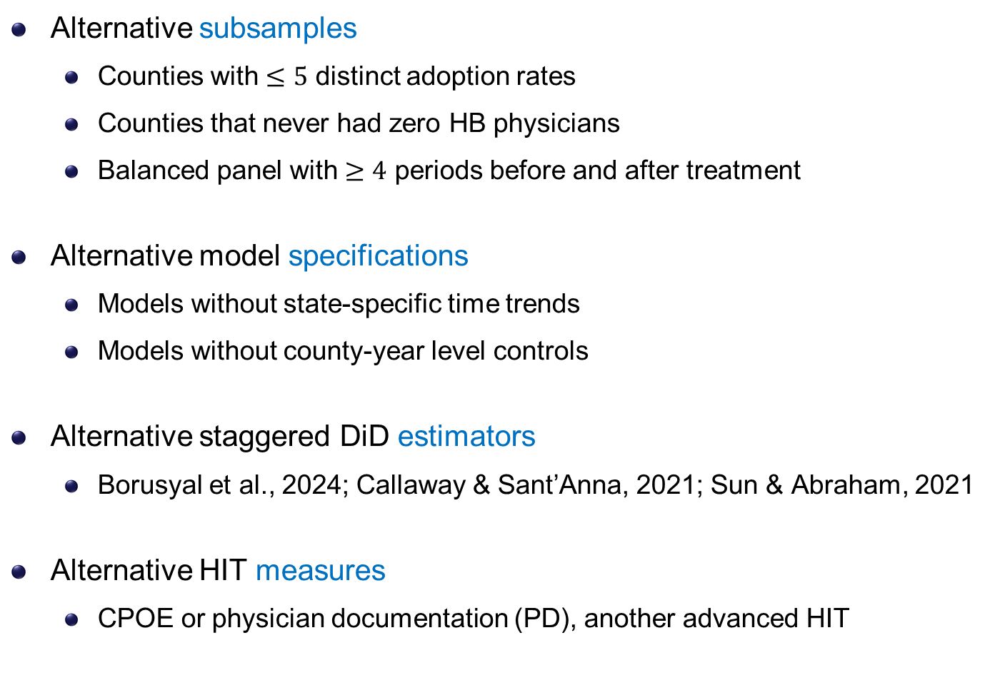 Alternative subsamples
Counties with ≤ 5 distinct adoption rates
Counties that never had zero HB physicians
Balanced panel with ≥ 4 periods before and after treatment
Alternative model specifications
Models without state-specific time trends
Models without county-year level controls
Alternative staggered DiD estimators
Borusyal et al., 2024; Callaway & Sant’Anna, 2021; Sun & Abraham, 2021
Alternative HIT measures
CPOE or physician documentation (PD), another advanced HIT